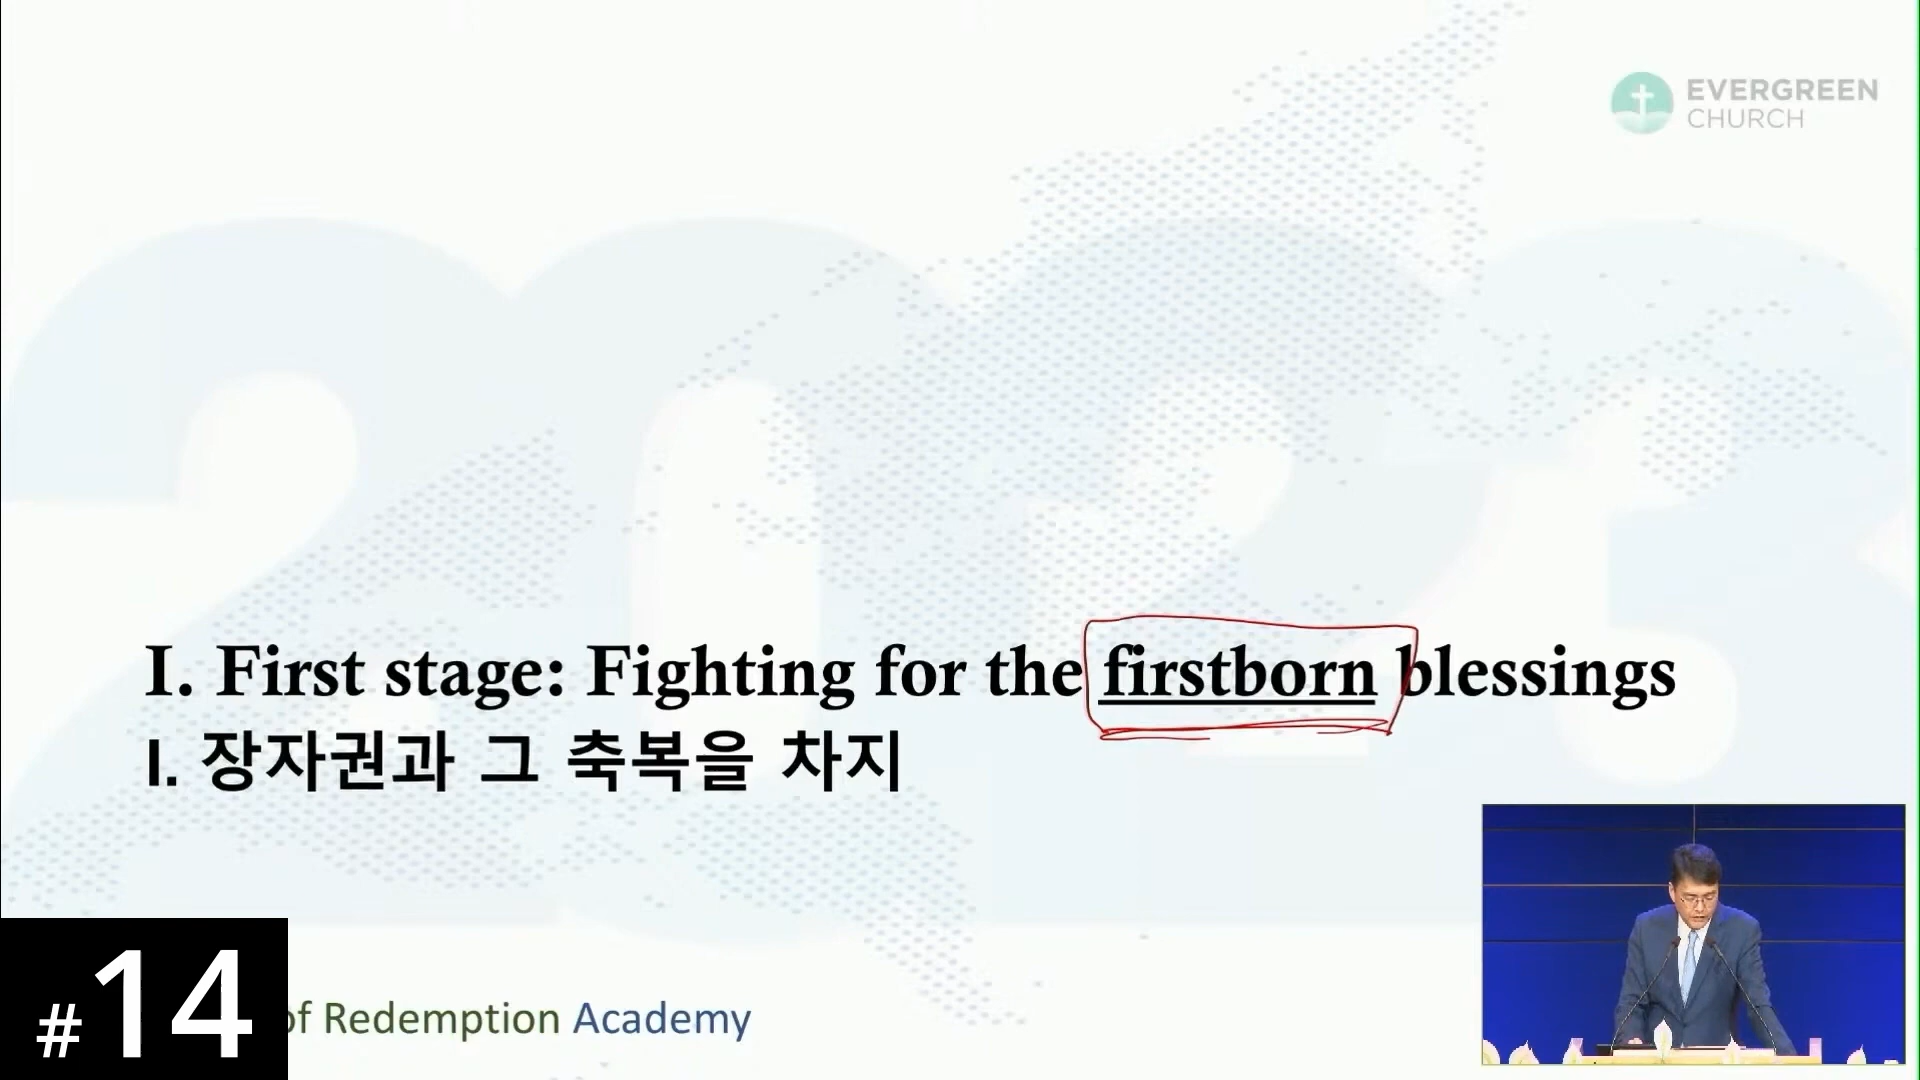 EVERGREEN
CHURCH
I. First stage: Fighting for the firstborn blessings
I. 장자권과 그 축복을 차지
#14
of Redemption Academy